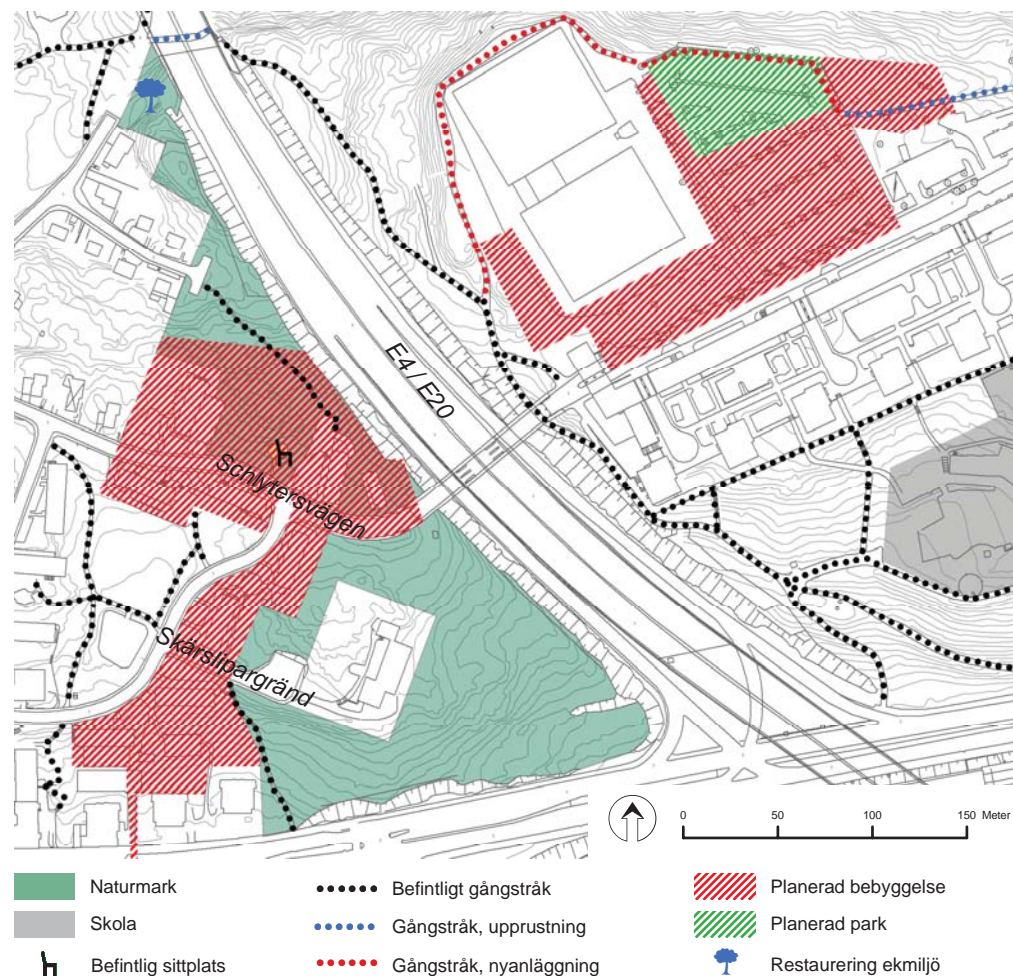 E4 / E20
Schlytersvägen
Skärslipargränd
0 50 100 150 Meter
Naturmark
Befintligt gångstråk
Planerad bebyggelse
Skola
Gångstråk, upprustning
Planerad park
Befintlig sittplats
Gångstråk, nyanläggning
Restaurering ekmiljö